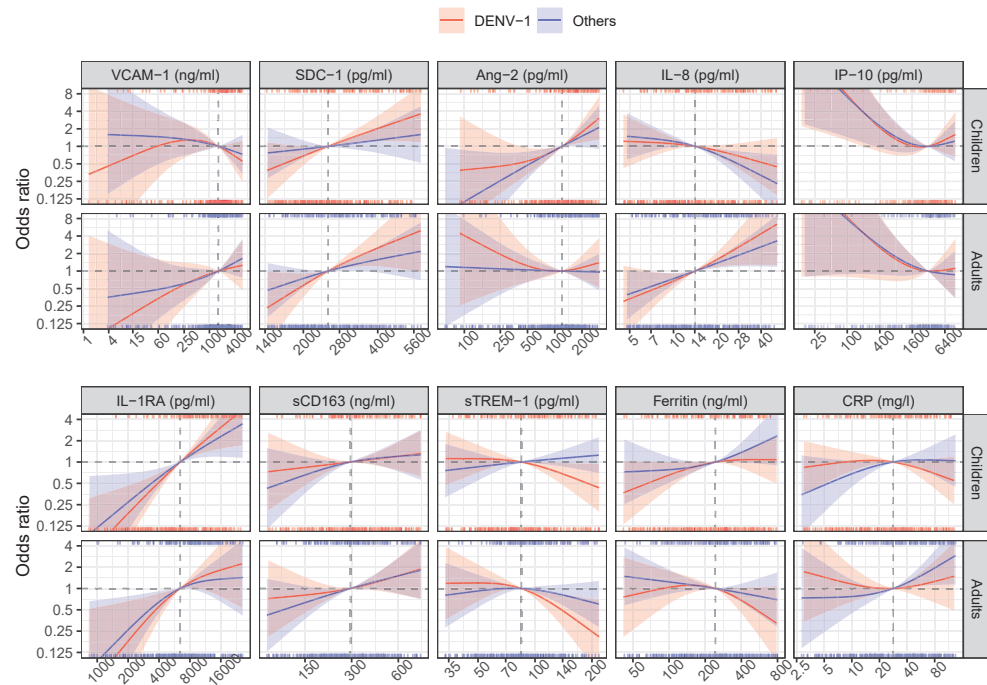 DENV−1 Others
VCAM−1 (ng/ml) SDC−1 (pg/ml) Ang−2 (pg/ml) IL−8 (pg/ml) IP−10 (pg/ml)
Odds ratio
8
4
2
1
0.5
0.25
0.125
Children
8
4
2
1
0.5
0.25
0.125
Adults
1 4 15 60 250 1000 4000 1400 2000 2800 4000 5600 100 250 500 1000 2000 5 7 10 14 20 28 40 25 100 400 1600 6400
IL−1RA (pg/ml) sCD163 (ng/ml) sTREM−1 (pg/ml) Ferritin (ng/ml) CRP (mg/l)
Odds ratio
4
2
1
0.5
0.25
0.125
Children
4
2
1
0.5
0.25
0.125
Adults
1000 2000 4000 8000 16000 150 300 600 35 50 70 100 140 200 50 100 200 400 2.5 5 10 20 40 80